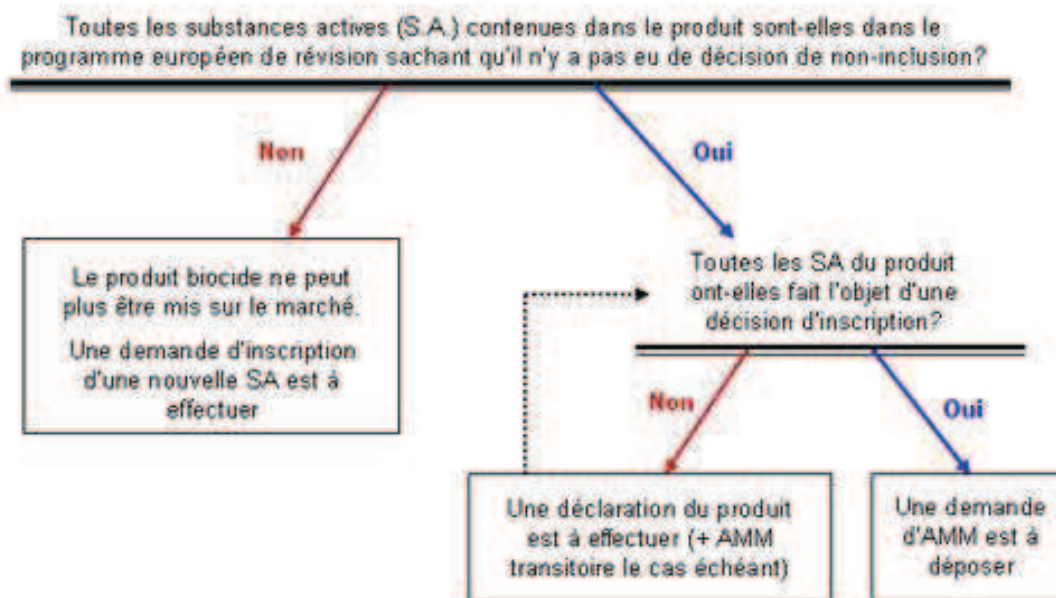 Toutes les substances actives (S.A.) contenues dans le produit sont-elles dans le
programme européen de révision sachant qu'il n'y a pas eu de décision de non-inclusion?
Non
Oui
Le produit biocide ne peut
plus être mis sur le marché.
Une demande d'inscription
d'une nouvelle SA est à
effectuer
Toutes les SA du produit
ont-elles fait l'objet d'une
décision d'inscription?
Non
Oui
Une déclaration du produit
est à effectuer (+ AMM
transitoire le cas échéant)
Une demande
d'AMM est à
déposer